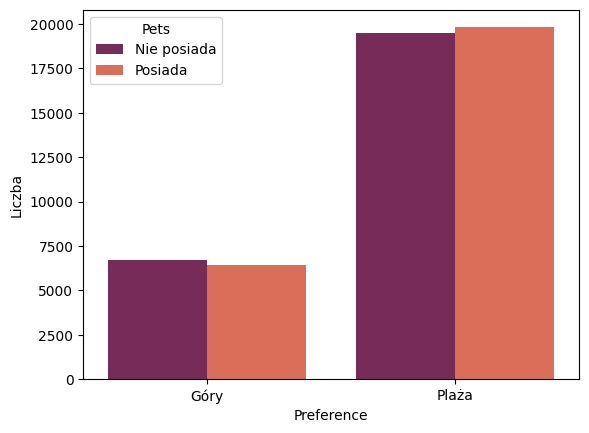 Pets
Nie posiada
Posiada
20000
17500
15000
12500
10000
7500
5000
2500
0
Liczba
Góry
Plaża
Preference